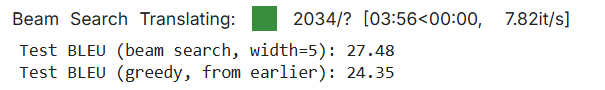 Beam Search Translating: 2034/? [03:56<00:00, 7.82it/s]
Test BLEU (beam search, width=5): 27.48
Test BLEU (greedy, from earlier): 24.35